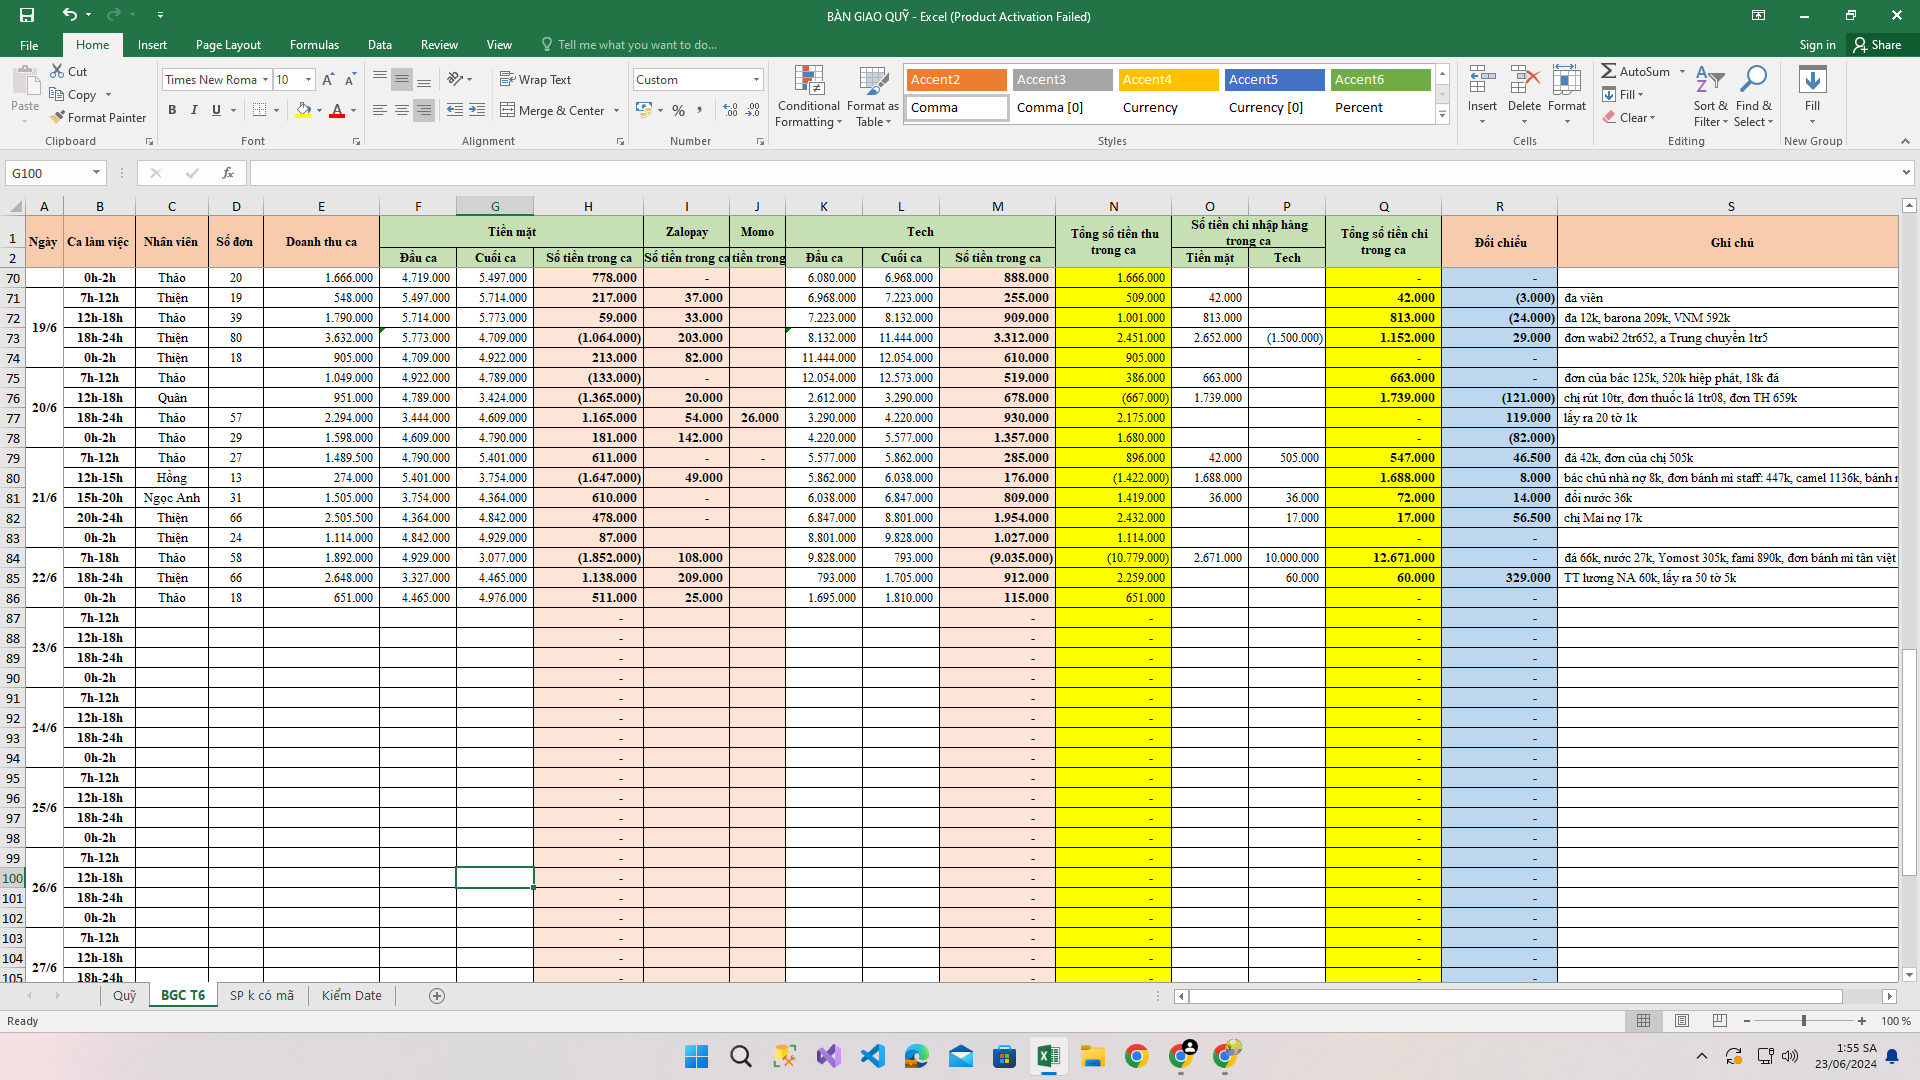 BÀN GIAO QUỸ - Excel (Product Activation Failed)
File Home Insert Page Layout Formulas Data Review View Tell me what you want to do... Sign in Share
Paste Cut Copy Format Painter Clipboard
Times New Roma 10 B I U Font
Wrap Text Merge & Center Alignment
Custom % , Number
Conditional Formatting Format as Table
Accent2 Accent3 Accent4 Accent5 Accent6
Comma Comma [0] Currency Currency [0] Percent
Styles
Insert Delete Format Cells
AutoSum Fill Clear Sort & Filter Find & Select Editing
Fill New Group
G100 fx
A B C D E F G H I J K L M N O P Q R S
1 Ngày Ca làm việc Nhân viên Số đơn Doanh thu ca Tiền mặt Zalopay Momo Tech Tổng số tiền thu trong ca Số tiền chi nhập hàng trong ca Tổng số tiền chi trong ca Đối chiếu Ghi chú
2 Đầu ca Cuối ca Số tiền trong ca Số tiền trong ca tiền trong Đầu ca Cuối ca Số tiền trong ca Tiền mặt Tech
70 0h-2h Thảo 20 1.666.000 4.719.000 5.497.000 778.000 - 6.080.000 6.968.000 888.000 1.666.000 - -
71 7h-12h Thiện 19 548.000 5.497.000 5.714.000 217.000 37.000 6.968.000 7.223.000 255.000 509.000 42.000 42.000 (3.000) đa viên
72 19/6 12h-18h Thảo 39 1.790.000 5.714.000 5.773.000 59.000 33.000 7.223.000 8.132.000 909.000 1.001.000 813.000 813.000 (24.000) đa 12k, barona 209k, VNM 592k
73 18h-24h Thiện 80 3.632.000 5.773.000 4.709.000 (1.064.000) 203.000 8.132.000 11.444.000 3.312.000 2.451.000 2.652.000 (1.500.000) 1.152.000 29.000 đơn wabi2 2tr652, a Trung chuyển 1tr5
74 0h-2h Thiện 18 905.000 4.709.000 4.922.000 213.000 82.000 11.444.000 12.054.000 610.000 905.000 - -
75 7h-12h Thảo 1.049.000 4.922.000 4.789.000 (133.000) - 12.054.000 12.573.000 519.000 386.000 663.000 663.000 - đơn của bác 125k, 520k hiệp phát, 18k đá
76 20/6 12h-18h Quân 951.000 4.789.000 3.424.000 (1.365.000) 20.000 2.612.000 3.290.000 678.000 (667.000) 1.739.000 1.739.000 (121.000) chị rút 10tr, đơn thuốc lá 1tr08, đơn TH 659k
77 18h-24h Thảo 57 2.294.000 3.444.000 4.609.000 1.165.000 54.000 26.000 3.290.000 4.220.000 930.000 2.175.000 - 119.000 lấy ra 20 tờ 1k
78 0h-2h Thảo 29 1.598.000 4.609.000 4.790.000 181.000 142.000 4.220.000 5.577.000 1.357.000 1.680.000 - (82.000)
79 7h-12h Thảo 27 1.489.500 4.790.000 5.401.000 611.000 - - 5.577.000 5.862.000 285.000 896.000 42.000 505.000 547.000 46.500 đá 42k, đơn của chị 505k
80 12h-15h Hồng 13 274.000 5.401.000 3.754.000 (1.647.000) 49.000 5.862.000 6.038.000 176.000 (1.422.000) 1.688.000 1.688.000 8.000 bác chủ nhà nợ 8k, đơn bánh mì staff: 447k, camel 1136k, bánh
81 21/6 15h-20h Ngọc Anh 31 1.505.000 3.754.000 4.364.000 610.000 - 6.038.000 6.847.000 809.000 1.419.000 36.000 36.000 72.000 14.000 đổi nước 36k
82 20h-24h Thiện 66 2.505.500 4.364.000 4.842.000 478.000 - 6.847.000 8.801.000 1.954.000 2.432.000 17.000 17.000 56.500 chị Mai nợ 17k
83 0h-2h Thiện 24 1.114.000 4.842.000 4.929.000 87.000 8.801.000 9.828.000 1.027.000 1.114.000 - -
84 7h-18h Thảo 58 1.892.000 4.929.000 3.077.000 (1.852.000) 108.000 9.828.000 793.000 (9.035.000) (10.779.000) 2.671.000 10.000.000 12.671.000 - đá 66k, nước 27k, Yomost 305k, fami 890k, đơn bánh mì tân việt
85 22/6 18h-24h Thiện 66 2.648.000 3.327.000 4.465.000 1.138.000 209.000 793.000 1.705.000 912.000 2.259.000 60.000 60.000 329.000 TT lương NA 60k, lấy ra 50 tờ 5k
86 0h-2h Thảo 18 651.000 4.465.000 4.976.000 511.000 25.000 1.695.000 1.810.000 115.000 651.000 - -
87 7h-12h - - - - -
88 23/6 12h-18h - - - - -
89 18h-24h - - - - -
90 0h-2h - - - - -
91 7h-12h - - - - -
92 24/6 12h-18h - - - - -
93 18h-24h - - - - -
94 0h-2h - - - - -
95 7h-12h - - - - -
96 25/6 12h-18h - - - - -
97 18h-24h - - - - -
98 0h-2h - - - - -
99 7h-12h - - - - -
100 26/6 12h-18h - - - - -
101 18h-24h - - - - -
102 0h-2h - - - - -
103 7h-12h - - - - -
104 27/6 12h-18h - - - - -
105 18h-24h - - - - -
Quỹ BGC T6 SP k có mã Kiểm Date
Ready 100 %
1:55 SA
23/06/2024